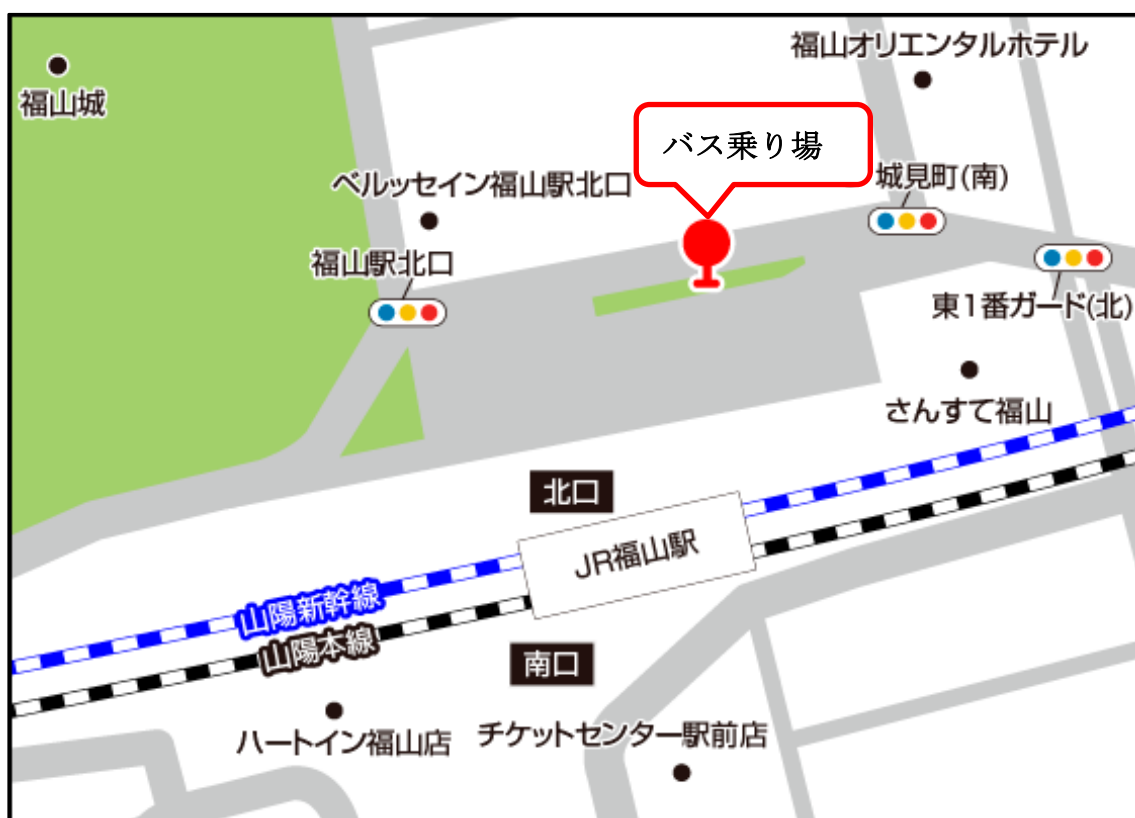 福山オリエンタルホテル
福山城
バス乗り場
ベルッセイン福山駅北口
城見町(南)
福山駅北口
東1番ガード(北)
さんすて福山
北口
JR福山駅
山陽新幹線
山陽本線
南口
ハートイン福山店
チケットセンター駅前店